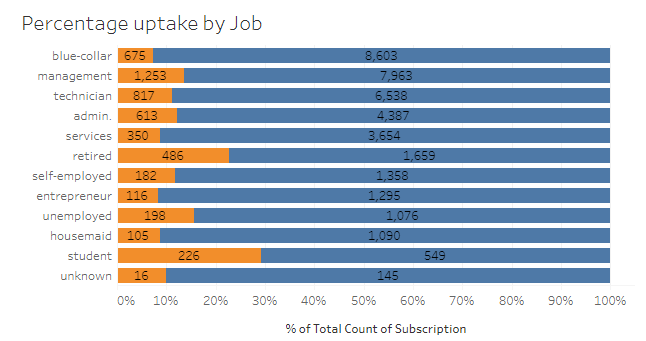 Percentage uptake by Job
blue-collar 675 8,603
management 1,253 7,963
technician 817 6,538
admin. 613 4,387
services 350 3,654
retired 486 1,659
self-employed 182 1,358
entrepreneur 116 1,295
unemployed 198 1,076
housemaid 105 1,090
student 226 549
unknown 16 145
0% 10% 20% 30% 40% 50% 60% 70% 80% 90% 100%
% of Total Count of Subscription